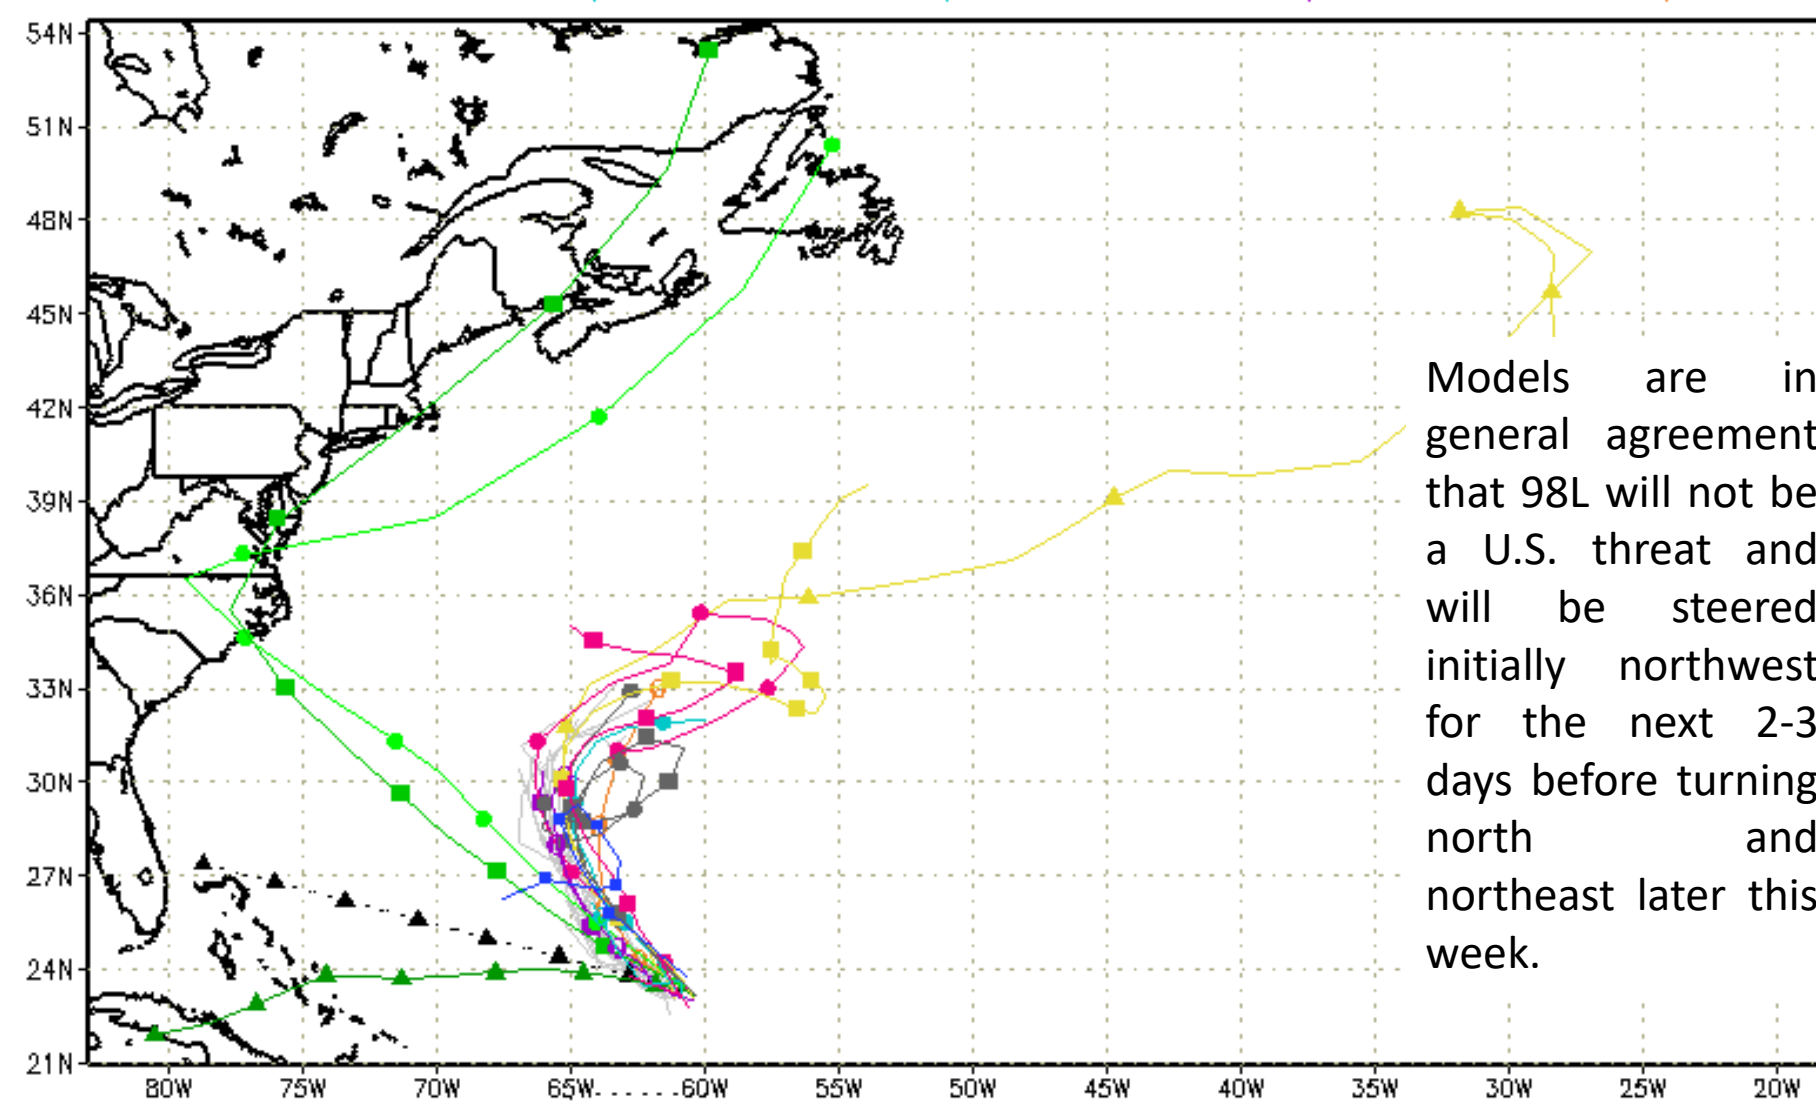 54N
51N
48N
45N
42N
39N
36N
33N
30N
27N
24N
21N
80W 75W 70W 65W 60W 55W 50W 45W 40W 35W 30W 25W 20W
Models are in
general agreement
that 98L will not be
a U.S. threat and
will be steered
initially northwest
for the next 2-3
days before turning
north and
northeast later this
week.